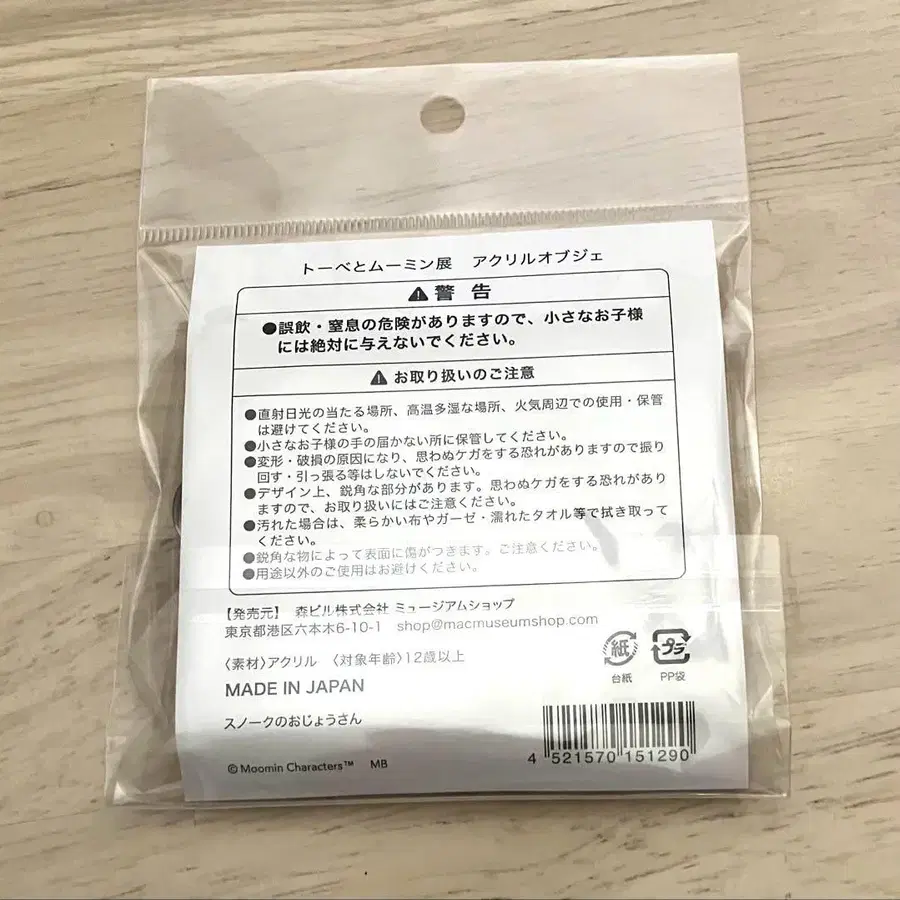 トーベとムーミン展　アクリルオブジェ
⚠警 告
●誤飲・窒息の危険がありますので、小さなお子様
には絶対に与えないでください。
⚠ お取り扱いのご注意
●直射日光の当たる場所、高温多湿な場所、火気周辺での使用・保管
は避けてください。
●小さなお子様の手の届かない所に保管してください。
●変形・破損の原因になり、思わぬケガをする恐れがありますので振り
回す・引っ張る等はしないでください。
●デザイン上、鋭角な部分があります。思わぬケガをする恐れがあり
ますので、お取り扱いにはご注意ください。
●汚れた場合は、柔らかい布やガーゼ・濡れたタオル等で拭き取って
ください。
●鋭角な物によって表面に傷がつきます。ご注意ください。
●用途以外のご使用はお避けください。
【発売元】 森ビル株式会社 ミュージアムショップ
東京都港区六本木6-10-1 shop@macmuseumshop.com
〈素材〉アクリル 〈対象年齢〉12歳以上
MADE IN JAPAN
紙 プラ
台紙 PP袋
スノークのおじょうさん
4 521570 151290
© Moomin Characters™ MB